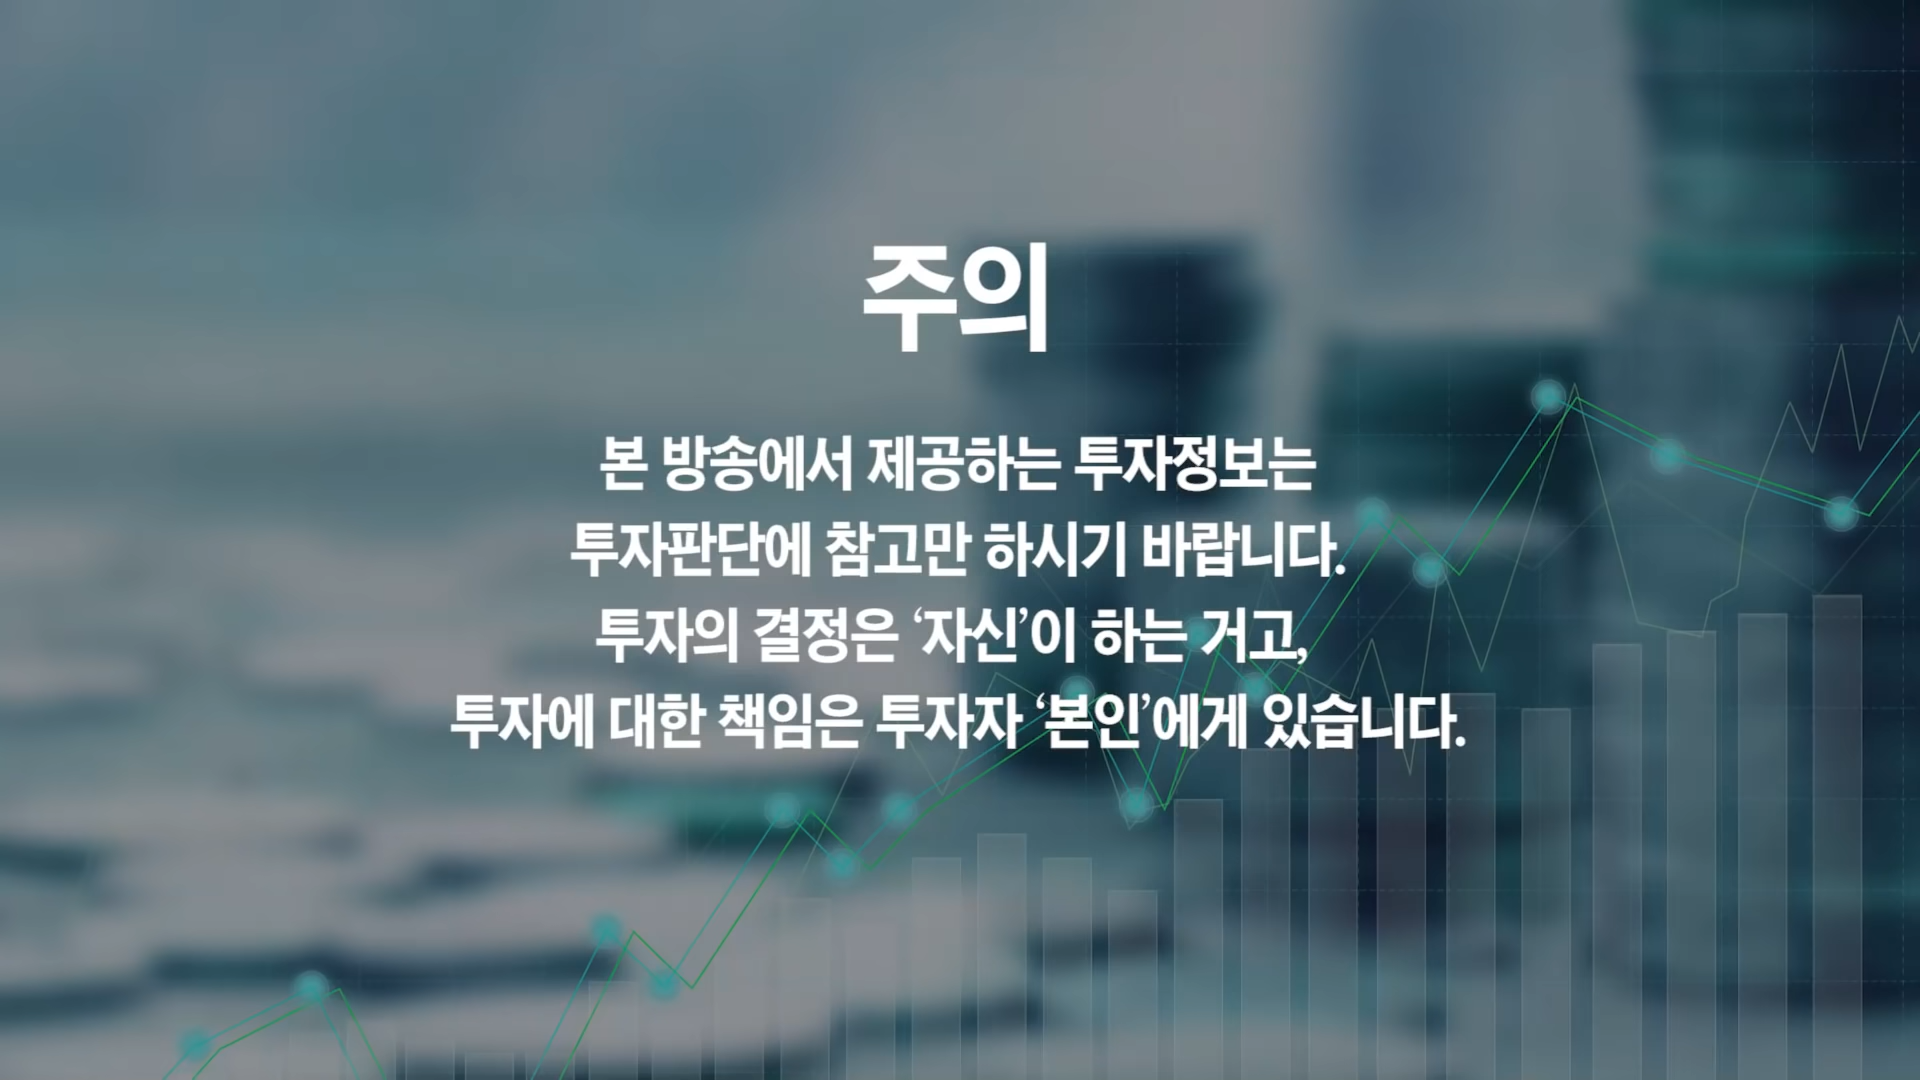 주의
본 방송에서 제공하는 투자정보는
투자판단에 참고만 하시기 바랍니다.
투자의 결정은 ‘자신’이 하는 거고,
투자에 대한 책임은 투자자 ‘본인’에게 있습니다.